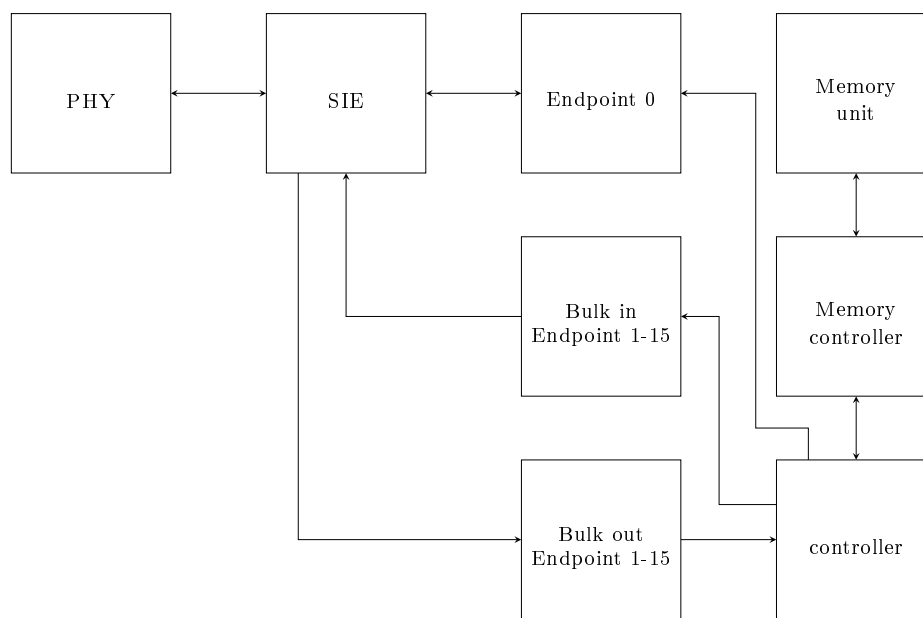 PHY
SIE
Endpoint 0
Memory
unit
Bulk in
Endpoint 1-15
Memory
controller
Bulk out
Endpoint 1-15
controller